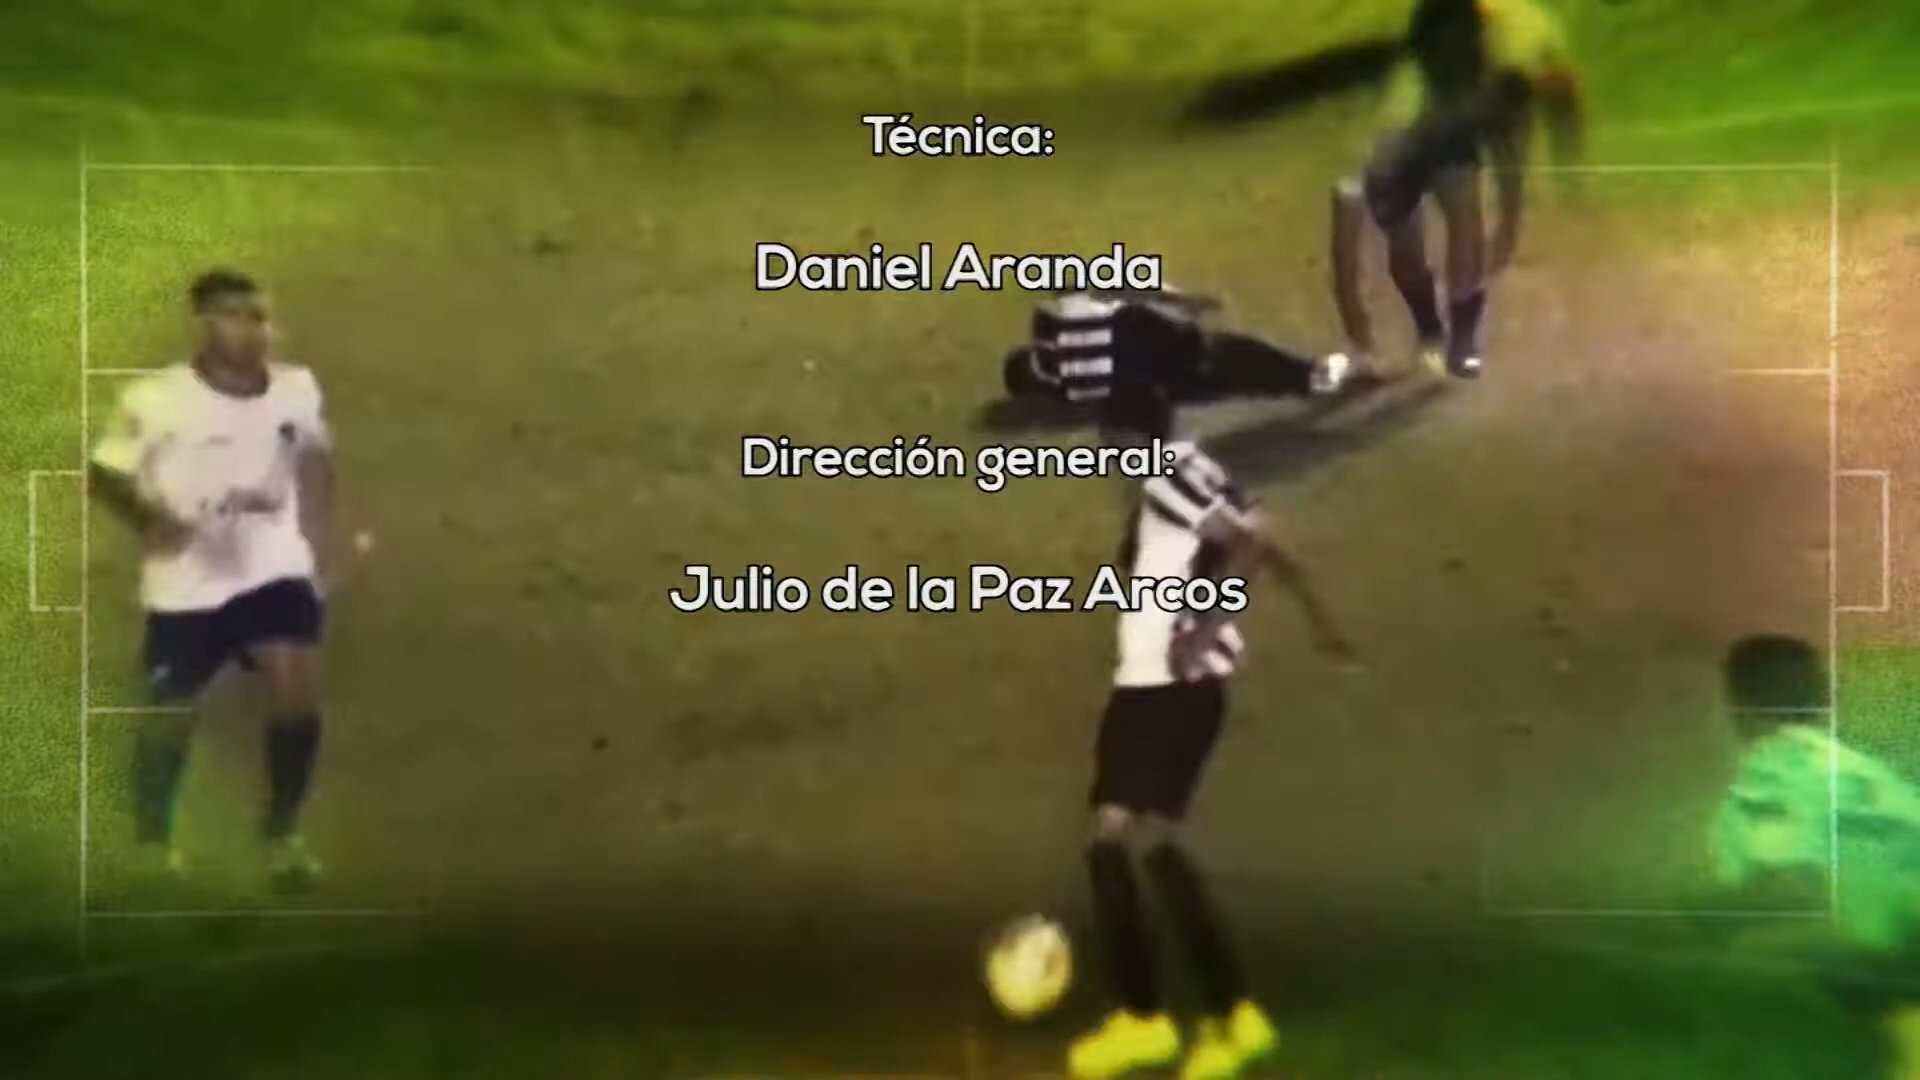 Técnica:
Daniel Aranda
Dirección general:
Julio de la Paz Arcos